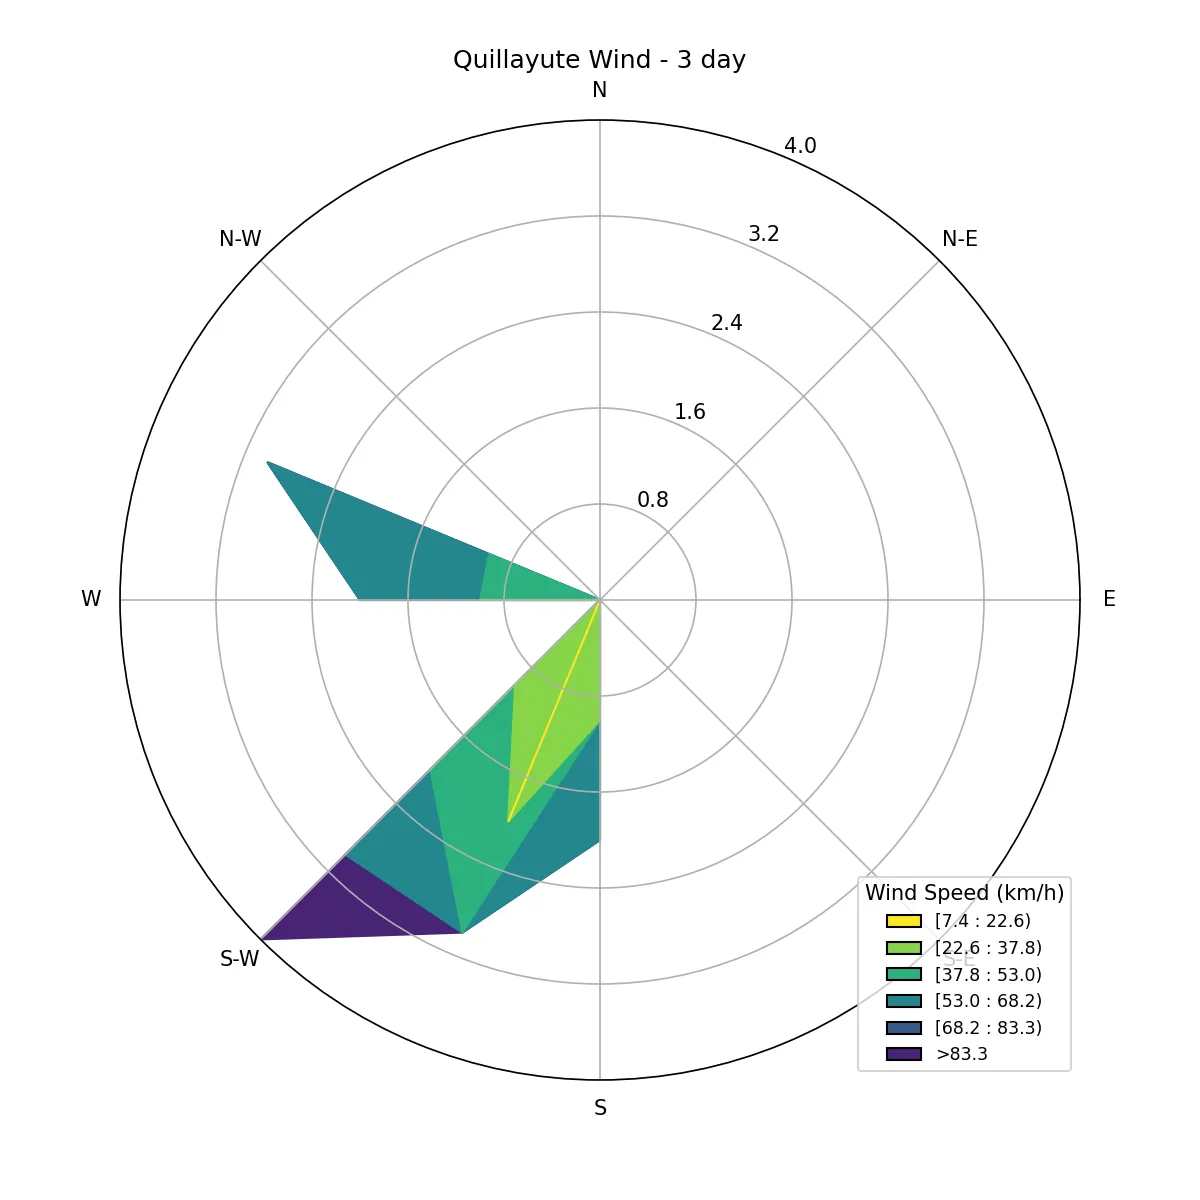 Quillayute Wind - 3 day
N
4.0
3.2
N-W
N-E
2.4
1.6
0.8
W
E
S-W
S-E
Wind Speed (km/h)
[7.4 : 22.6)
[22.6 : 37.8)
[37.8 : 53.0)
[53.0 : 68.2)
[68.2 : 83.3)
>83.3
S